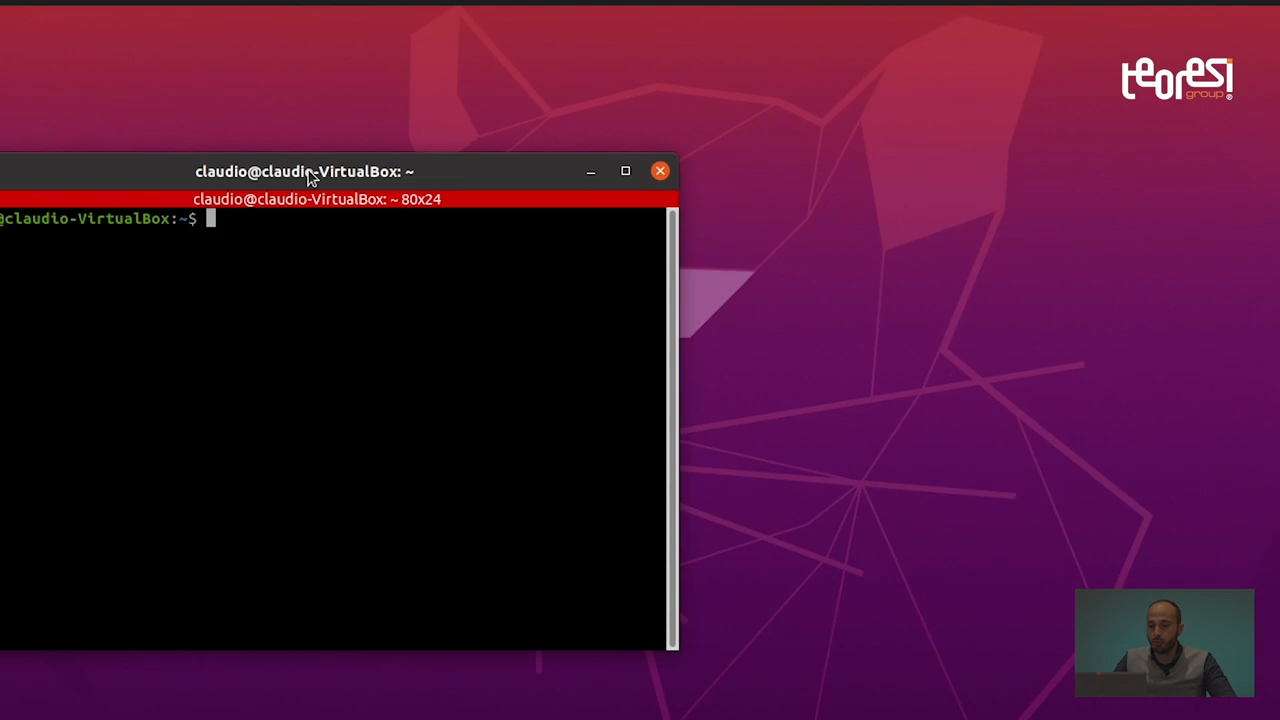 teoresi
group®
claudio@claudio-VirtualBox: ~
claudio@claudio-VirtualBox: ~ 80x24
@claudio-VirtualBox:~$